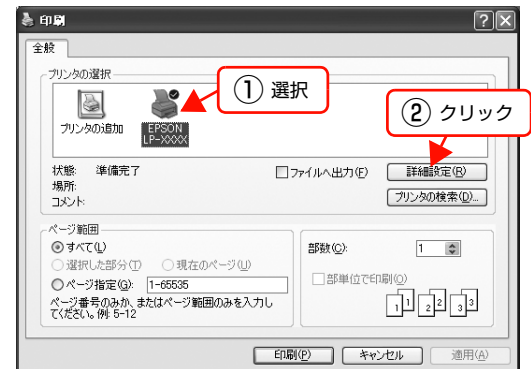 印刷
全般
プリンタの選択
① 選択
② クリック
プリンタの追加
EPSON
LP-XXXX
状態: 準備完了
場所:
コメント:
ファイルへ出力(F)
詳細設定(R)
プリンタの検索(D)...
ページ範囲
すべて(L)
選択した部分(T) 現在のページ(U)
ページ指定(G): 1-65535
ページ番号のみか、またはページ範囲のみを入力し
てください。例: 5-12
部数(C): 1
部単位で印刷(O)
1 1 2 2 3 3
印刷(P) キャンセル 適用(A)